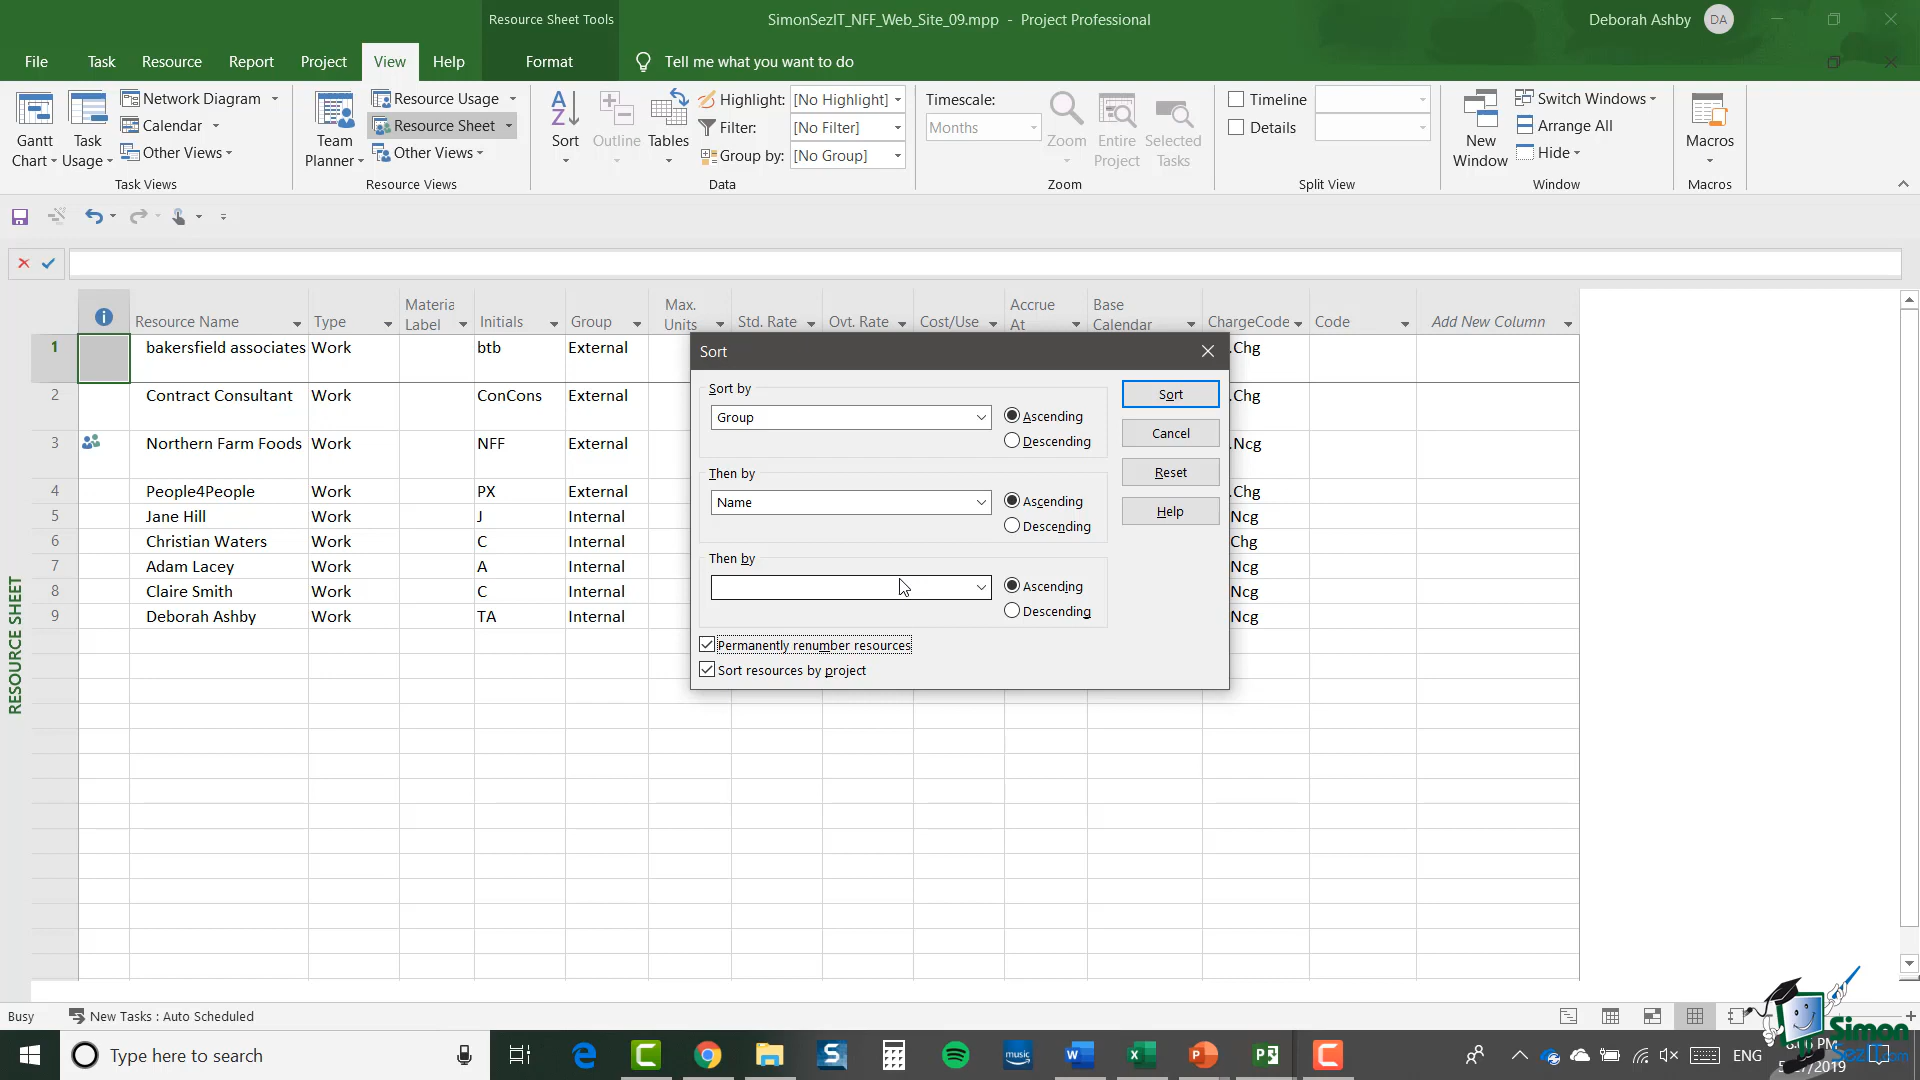 Resource Sheet Tools
SimonSezIT_NFF_Web_Site_09.mpp - Project Professional
Deborah Ashby DA
File Task Resource Report Project View Help Format Tell me what you want to do
Gantt Chart
Task Usage
Network Diagram
Calendar
Other Views
Task Views
Team Planner
Resource Usage
Resource Sheet
Other Views
Resource Views
Sort
Outline
Tables
Highlight: [No Highlight]
Filter: [No Filter]
Group by: [No Group]
Data
Timescale:
Months
Zoom
Entire Project
Selected Tasks
Zoom
Timeline
Details
Split View
New Window
Switch Windows
Arrange All
Hide
Window
Macros
Macros
Resource Name Type Materia Label Initials Group Max. Units Std. Rate Ovt. Rate Cost/Use Accrue At Base Calendar ChargeCode Code Add New Column
1 bakersfield associates Work btb External .Chg
2 Contract Consultant Work ConCons External .Chg
3 Northern Farm Foods Work NFF External .Ncg
4 People4People Work PX External .Chg
5 Jane Hill Work J Internal Ncg
6 Christian Waters Work C Internal Chg
7 Adam Lacey Work A Internal Ncg
8 Claire Smith Work C Internal Ncg
9 Deborah Ashby Work TA Internal Ncg
RESOURCE SHEET
Sort
Sort by
Group
Ascending
Descending
Then by
Name
Ascending
Descending
Then by
Ascending
Descending
Permanently renumber resources
Sort resources by project
Sort
Cancel
Reset
Help
Busy New Tasks : Auto Scheduled
Type here to search
music
ENG
Simon
SezIT.com